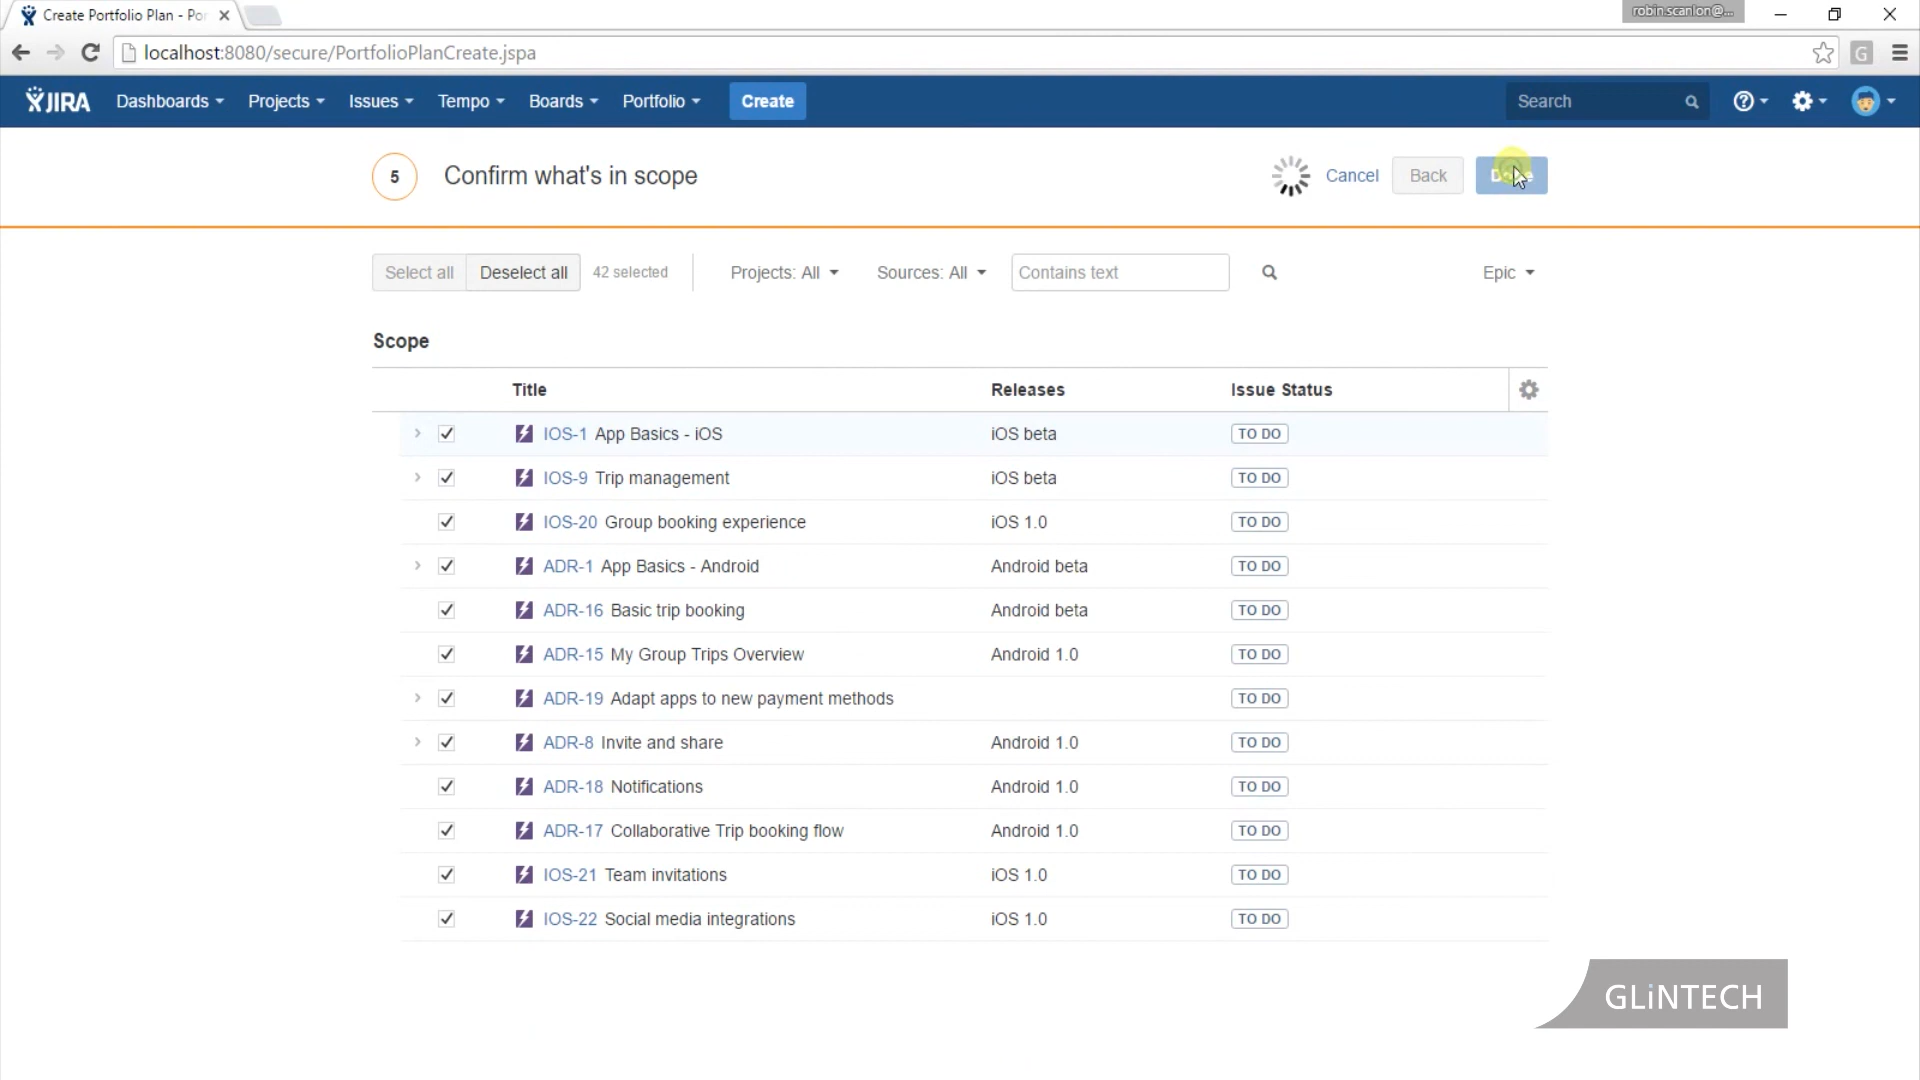 Create Portfolio Plan - Por
robin.scanlon@...
localhost:8080/secure/PortfolioPlanCreate.jspa
G
JIRA Dashboards Projects Issues Tempo Boards Portfolio Create Search
5 Confirm what's in scope Cancel Back
Select all Deselect all 42 selected Projects: All Sources: All Contains text Epic
Scope
Title Releases Issue Status
IOS-1 App Basics - iOS iOS beta TO DO
IOS-9 Trip management iOS beta TO DO
IOS-20 Group booking experience iOS 1.0 TO DO
ADR-1 App Basics - Android Android beta TO DO
ADR-16 Basic trip booking Android beta TO DO
ADR-15 My Group Trips Overview Android 1.0 TO DO
ADR-19 Adapt apps to new payment methods TO DO
ADR-8 Invite and share Android 1.0 TO DO
ADR-18 Notifications Android 1.0 TO DO
ADR-17 Collaborative Trip booking flow Android 1.0 TO DO
IOS-21 Team invitations iOS 1.0 TO DO
IOS-22 Social media integrations iOS 1.0 TO DO
GLiNTECH